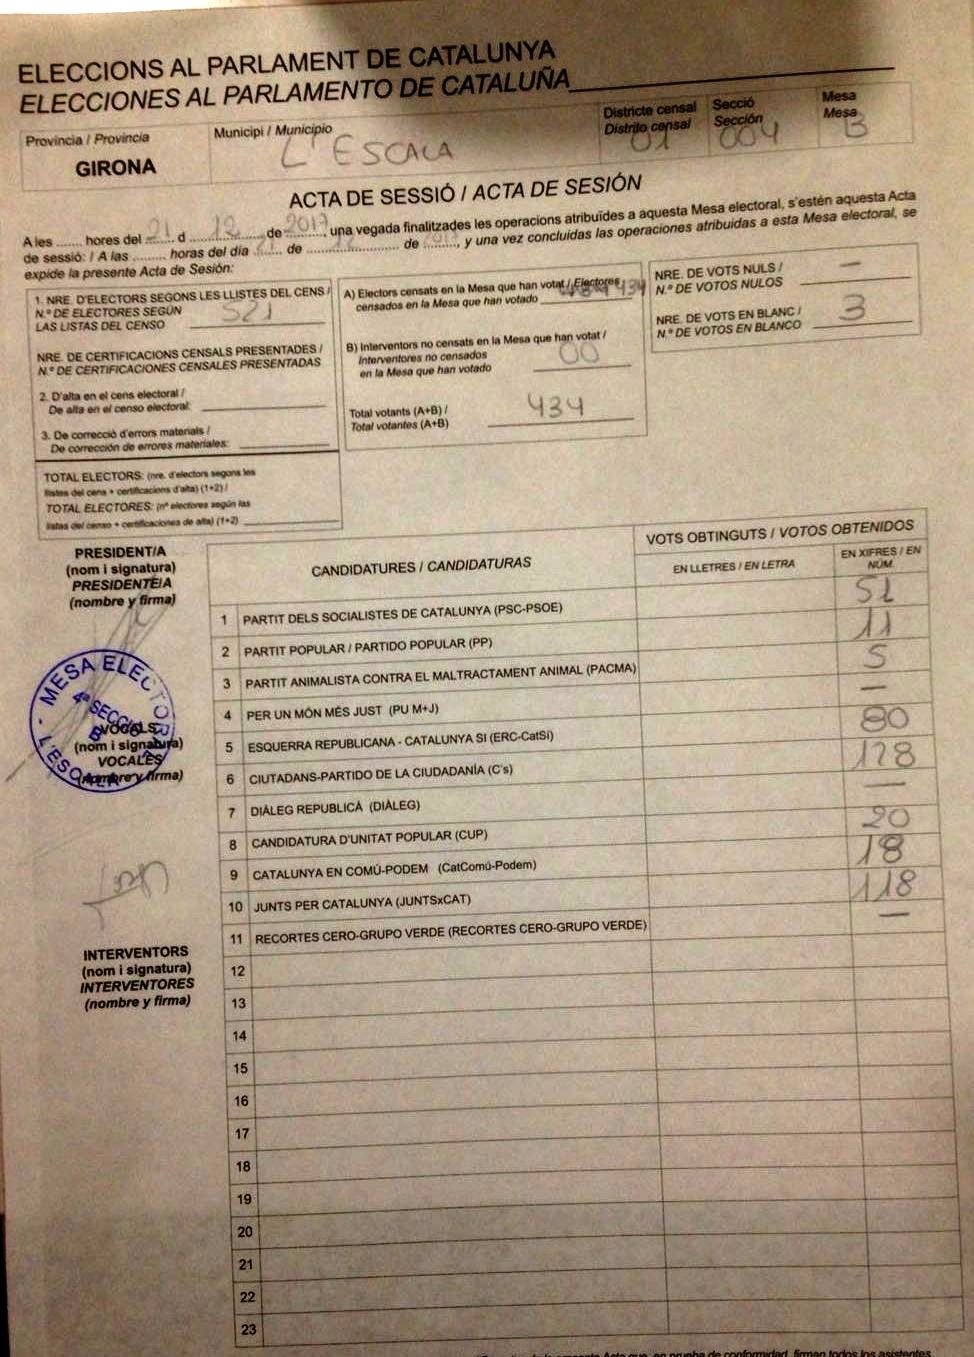 ELECCIONS AL PARLAMENT DE CATALUNYA
ELECCIONES AL PARLAMENTO DE CATALUÑA
Província / Provincia
GIRONA
Municipi / Municipio
L'ESCALA
Districte censal
Distrito censal
01
Secció
Sección
004
Mesa
Mesa
B
ACTA DE SESSIÓ / ACTA DE SESIÓN
A les ....... hores del 21 d 12 de 2017, una vegada finalitzades les operacions atribuïdes a aquesta Mesa electoral, s'estén aquesta Acta
de sessió: / A las ......... horas del día 21 de 12 de 2017, y una vez concluidas las operaciones atribuidas a esta Mesa electoral, se
expide la presente Acta de Sesión:
1. NRE. D'ELECTORS SEGONS LES LLISTES DEL CENS /
N.º DE ELECTORES SEGÚN
LAS LISTAS DEL CENSO 521
NRE. DE CERTIFICACIONS CENSALS PRESENTADES /
N.º DE CERTIFICACIONES CENSALES PRESENTADAS
2. D'alta en el cens electoral /
De alta en el censo electoral:
3. De correcció d'errors materials /
De corrección de errores materiales:
TOTAL ELECTORS: (nre. d'electors segons les
llistes del cens + certificacions d'alta) (1+2) /
TOTAL ELECTORES: (nº electores según las
listas del censo + certificaciones de alta) (1+2)
A) Electors censats en la Mesa que han votat / Electores
censados en la Mesa que han votado 434
B) Interventors no censats en la Mesa que han votat /
Interventores no censados
en la Mesa que han votado 00
Total votants (A+B) /
Total votantes (A+B) 434
NRE. DE VOTS NULS /
N.º DE VOTOS NULOS —
NRE. DE VOTS EN BLANC /
N.º DE VOTOS EN BLANCO 3
PRESIDENT/A
(nom i signatura)
PRESIDENTE/A
(nombre y firma)
MESA ELECTORAL
4ª SECCIÓ
B
L'ESCALA
VOCALS
(nom i signatura)
VOCALES
(nombre y firma)
INTERVENTORS
(nom i signatura)
INTERVENTORES
(nombre y firma)
CANDIDATURES / CANDIDATURAS
VOTS OBTINGUTS / VOTOS OBTENIDOS
EN LLETRES / EN LETRA
EN XIFRES / EN
NÚM.
1 PARTIT DELS SOCIALISTES DE CATALUNYA (PSC-PSOE) 51
2 PARTIT POPULAR / PARTIDO POPULAR (PP) 11
3 PARTIT ANIMALISTA CONTRA EL MALTRACTAMENT ANIMAL (PACMA) 5
4 PER UN MÓN MÉS JUST (PU M+J) —
5 ESQUERRA REPUBLICANA - CATALUNYA SI (ERC-CatSí) 80
6 CIUTADANS-PARTIDO DE LA CIUDADANÍA (C's) 128
7 DIÀLEG REPUBLICÀ (DIÀLEG) —
8 CANDIDATURA D'UNITAT POPULAR (CUP) 20
9 CATALUNYA EN COMÚ-PODEM (CatComú-Podem) 18
10 JUNTS PER CATALUNYA (JUNTSxCAT) 118
11 RECORTES CERO-GRUPO VERDE (RECORTES CERO-GRUPO VERDE) —
12
13
14
15
16
17
18
19
20
21
22
23
la presente Acta que, en prueba de conformidad, firman todos los asistentes